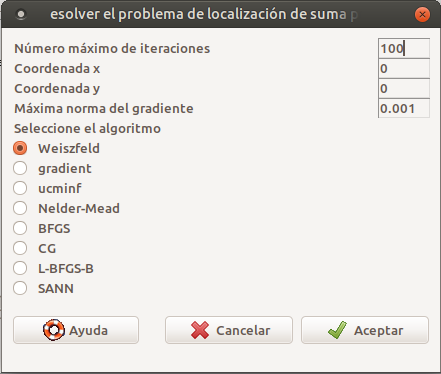 esolver el problema de localización de suma p
Número máximo de iteraciones 100
Coordenada x 0
Coordenada y 0
Máxima norma del gradiente 0.001
Seleccione el algoritmo
Weiszfeld
gradient
ucminf
Nelder-Mead
BFGS
CG
L-BFGS-B
SANN
Ayuda Cancelar Aceptar